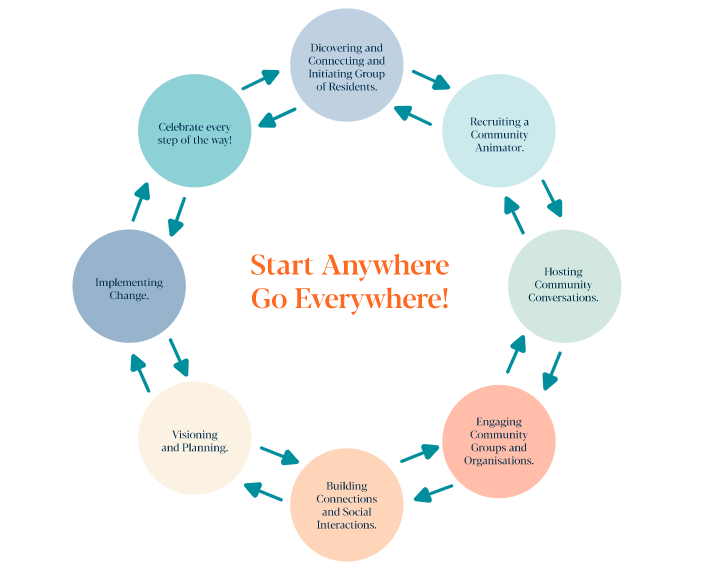 Dicovering and
Connecting and
Initiating Group
of Residents.
Recruiting a
Community
Animator.
Hosting
Community
Conversations.
Engaging
Community
Groups and
Organisations.
Building
Connections
and Social
Interactions.
Visioning
and Planning.
Implementing
Change.
Celebrate every
step of the way!
Start Anywhere
Go Everywhere!